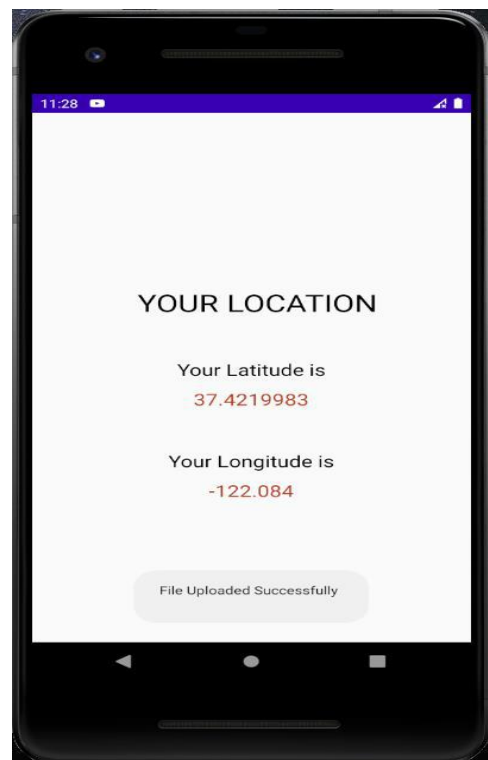 11:28
YOUR LOCATION
Your Latitude is
37.4219983
Your Longitude is
-122.084
File Uploaded Successfully